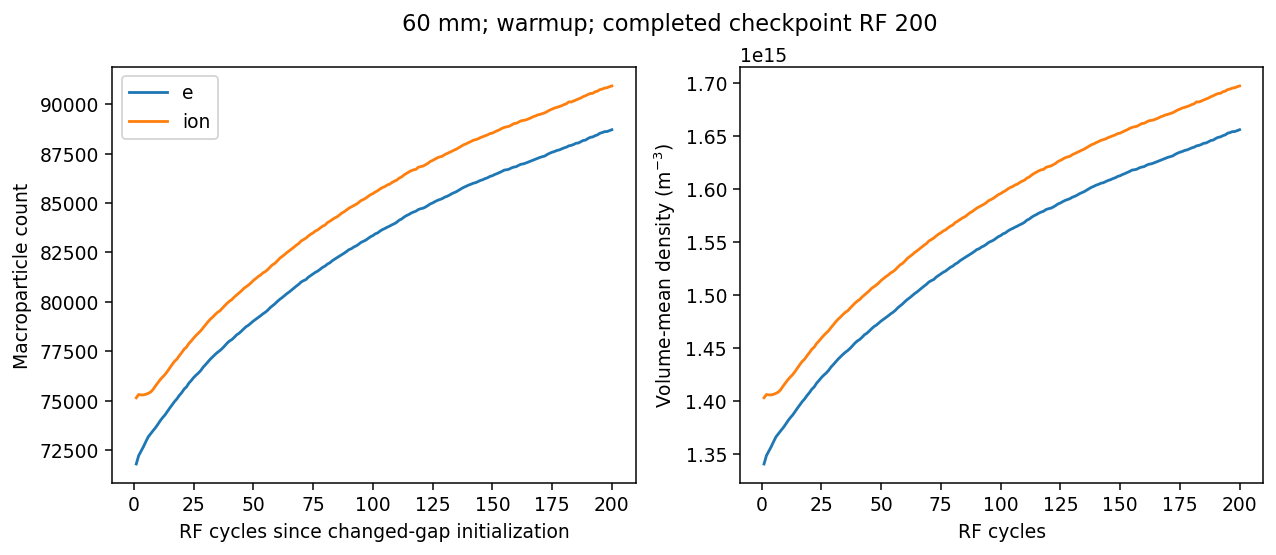 60 mm; warmup; completed checkpoint RF 200
e
ion
90000
87500
85000
82500
80000
77500
75000
72500
Macroparticle count
0 25 50 75 100 125 150 175 200
RF cycles since changed-gap initialization
1e15
1.70
1.65
1.60
1.55
1.50
1.45
1.40
1.35
Volume-mean density (m⁻³)
0 25 50 75 100 125 150 175 200
RF cycles